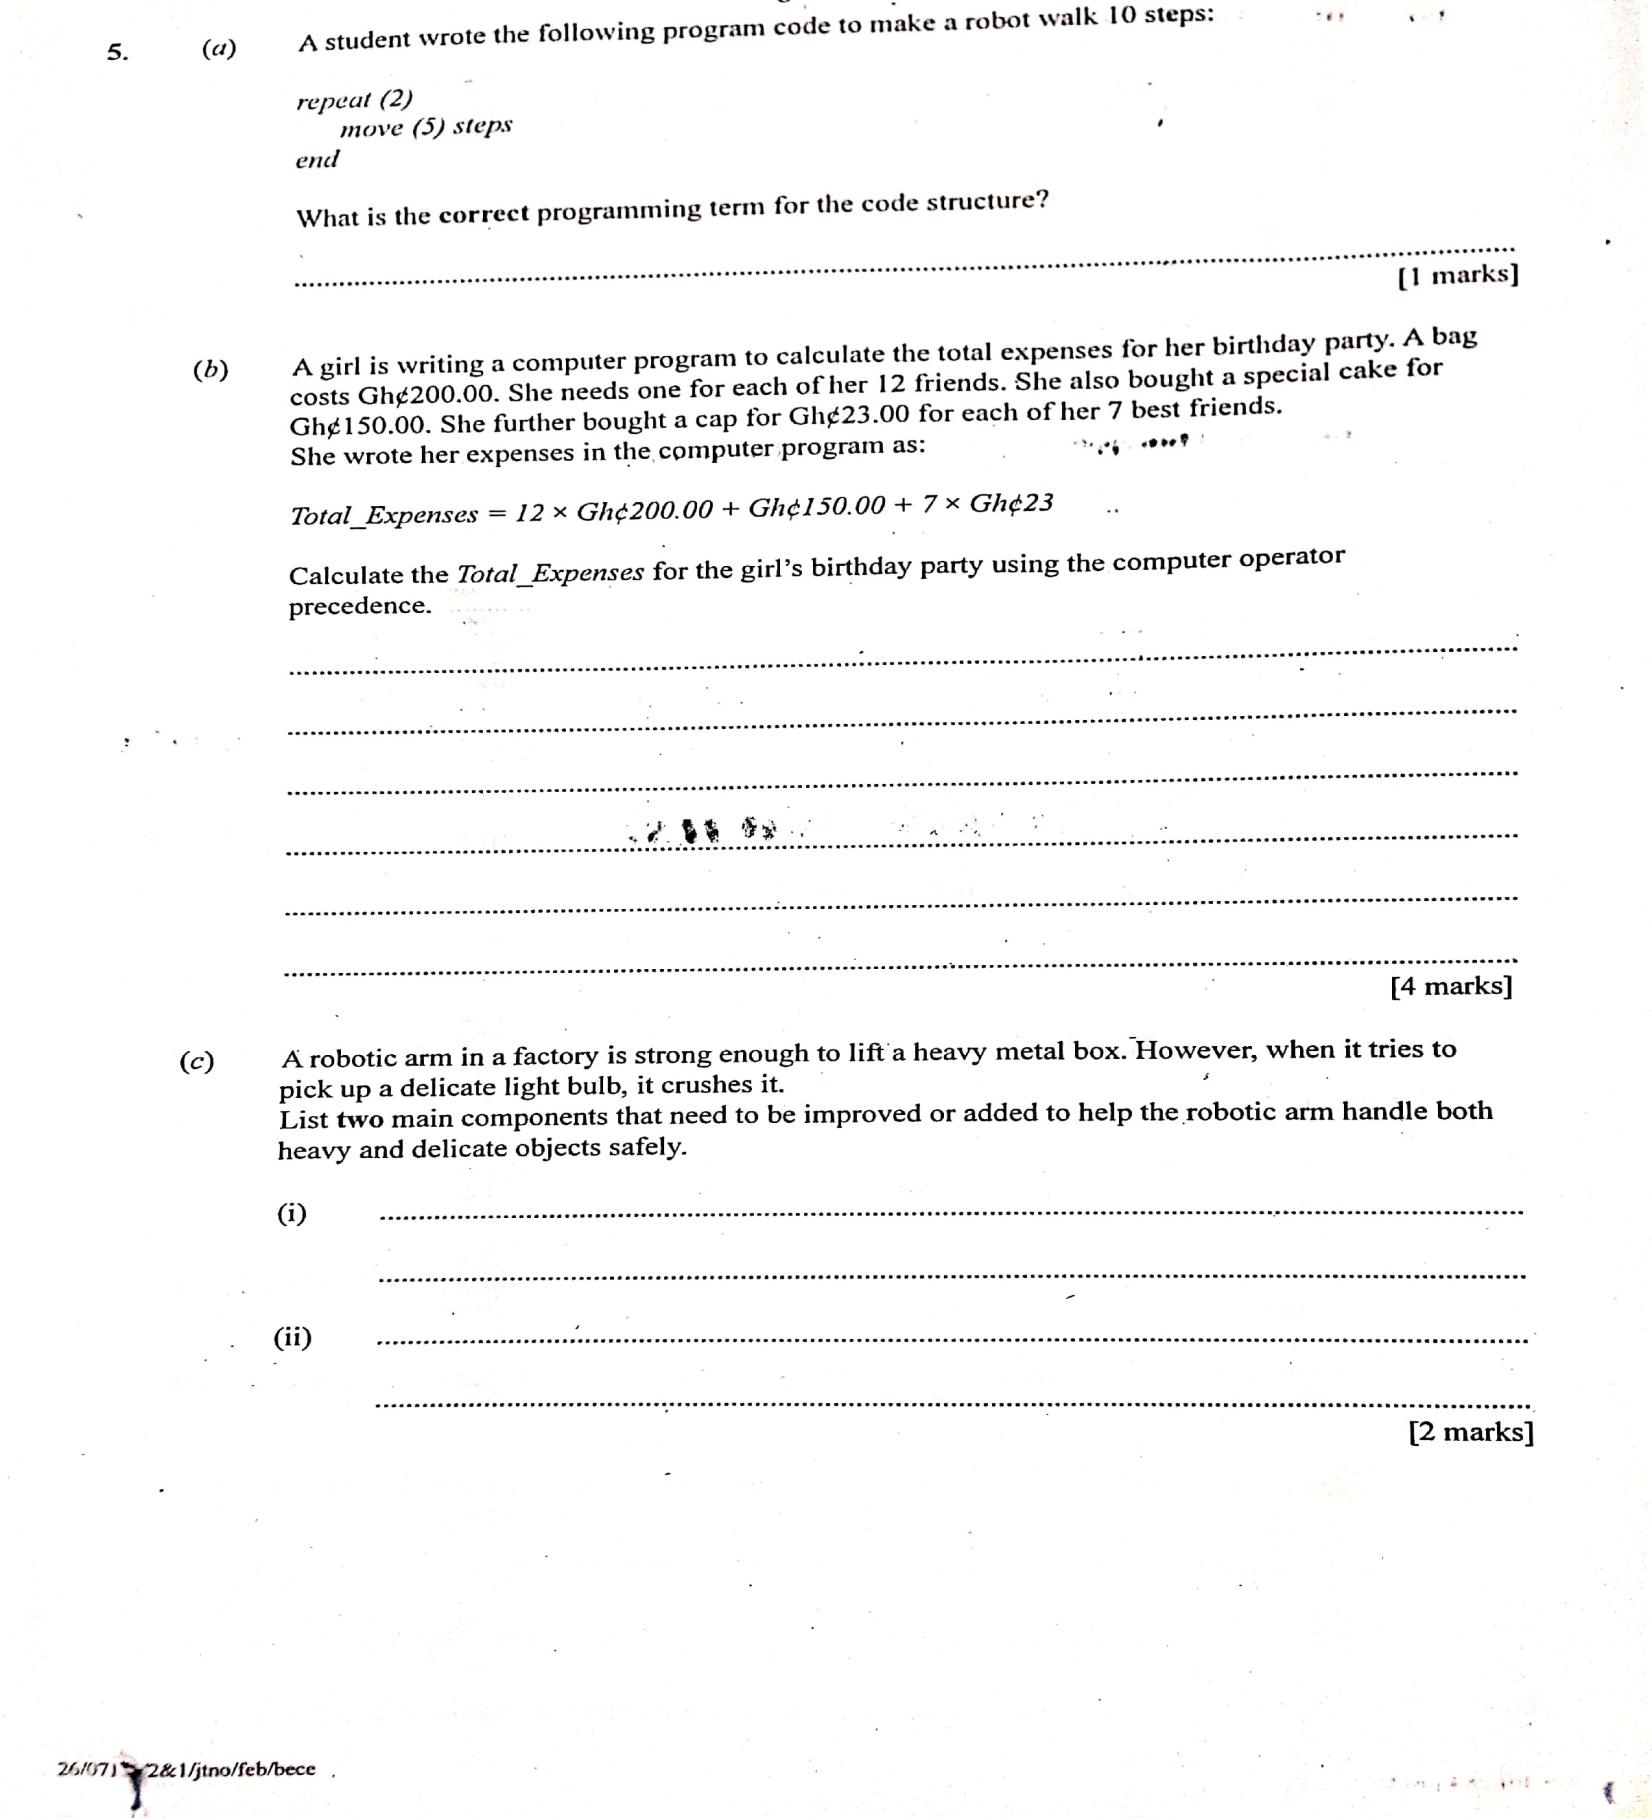 5. (a) A student wrote the following program code to make a robot walk 10 steps:
repeat (2)
move (5) steps
end
What is the correct programming term for the code structure?
[1 marks]
(b) A girl is writing a computer program to calculate the total expenses for her birthday party. A bag
costs Gh¢200.00. She needs one for each of her 12 friends. She also bought a special cake for
Gh¢150.00. She further bought a cap for Gh¢23.00 for each of her 7 best friends.
She wrote her expenses in the computer program as:
Total_Expenses = 12 × Gh¢200.00 + Gh¢150.00 + 7 × Gh¢23
Calculate the Total_Expenses for the girl's birthday party using the computer operator
precedence.
[4 marks]
(c) A robotic arm in a factory is strong enough to lift a heavy metal box. However, when it tries to
pick up a delicate light bulb, it crushes it.
List two main components that need to be improved or added to help the robotic arm handle both
heavy and delicate objects safely.
(i)
(ii)
[2 marks]
2&1/jtno/feb/bece